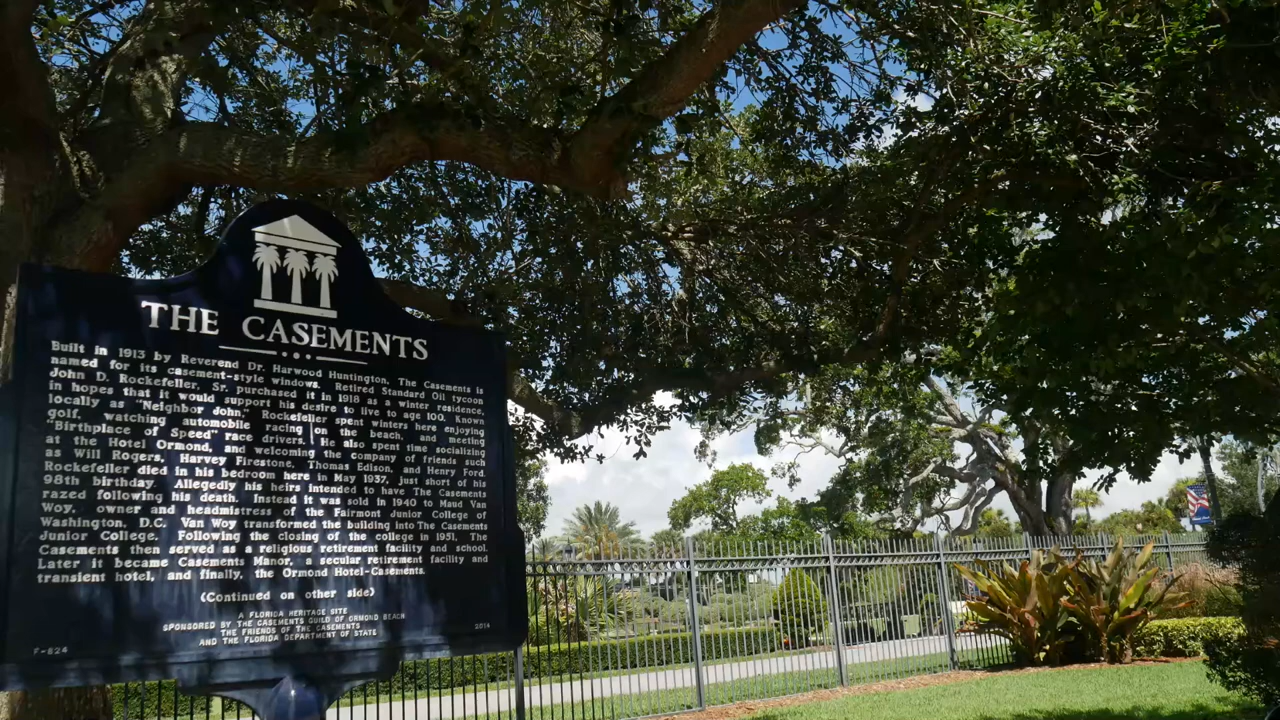 THE CASEMENTS
Built in 1913 by Reverend Dr. Harwood Huntington, The Casements is
named for its casement-style windows. Retired Standard Oil tycoon
John D. Rockefeller, Sr. purchased it in 1918 as a winter residence,
in hopes that it would support his desire to live to age 100. Known
locally as "Neighbor John," Rockefeller spent winters here enjoying
golf, watching automobile racing on the beach, and meeting
"Birthplace of Speed" race drivers. He also spent time socializing
at the Hotel Ormond, and welcoming the company of friends such
as Will Rogers, Harvey Firestone, Thomas Edison, and Henry Ford.
Rockefeller died in his bedroom here in May 1937, just short of his
98th birthday. Allegedly his heirs intended to have The Casements
razed following his death. Instead it was sold in 1940 to Maud Van
Woy, owner and headmistress of the Fairmont Junior College of
Washington, D.C. Van Woy transformed the building into The Casements
Junior College. Following the closing of the college in 1951, The
Casements then served as a religious retirement facility and school.
Later it became Casements Manor, a secular retirement facility and
transient hotel, and finally, the Ormond Hotel-Casements.
(Continued on other side)
A FLORIDA HERITAGE SITE
SPONSORED BY THE CASEMENTS GUILD OF ORMOND BEACH
THE FRIENDS OF THE CASEMENTS
AND THE FLORIDA DEPARTMENT OF STATE
F-824
2014